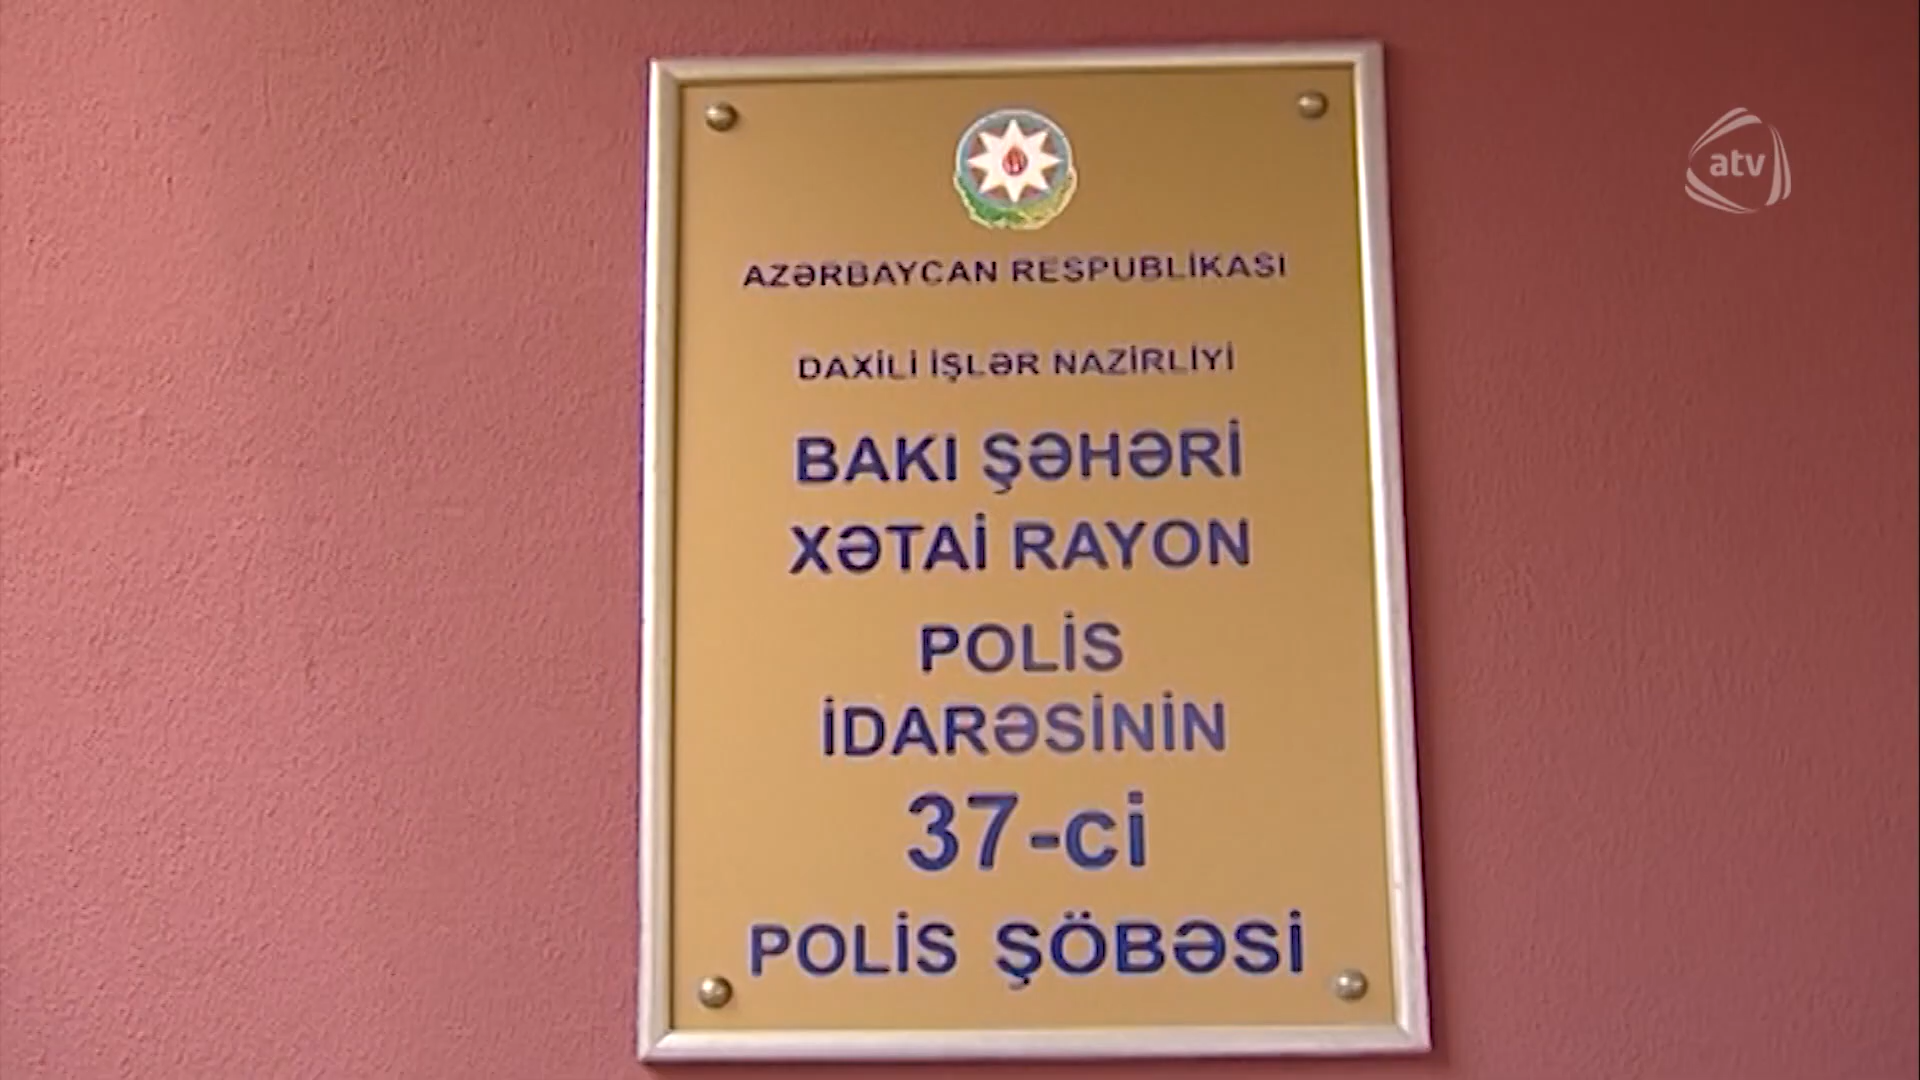 atv
AZƏRBAYCAN RESPUBLİKASI
DAXİLİ İŞLƏR NAZİRLİYİ
BAKI ŞƏHƏRİ
XƏTAİ RAYON
POLİS
İDARƏSİNİN
37-ci
POLİS ŞÖBƏSİ